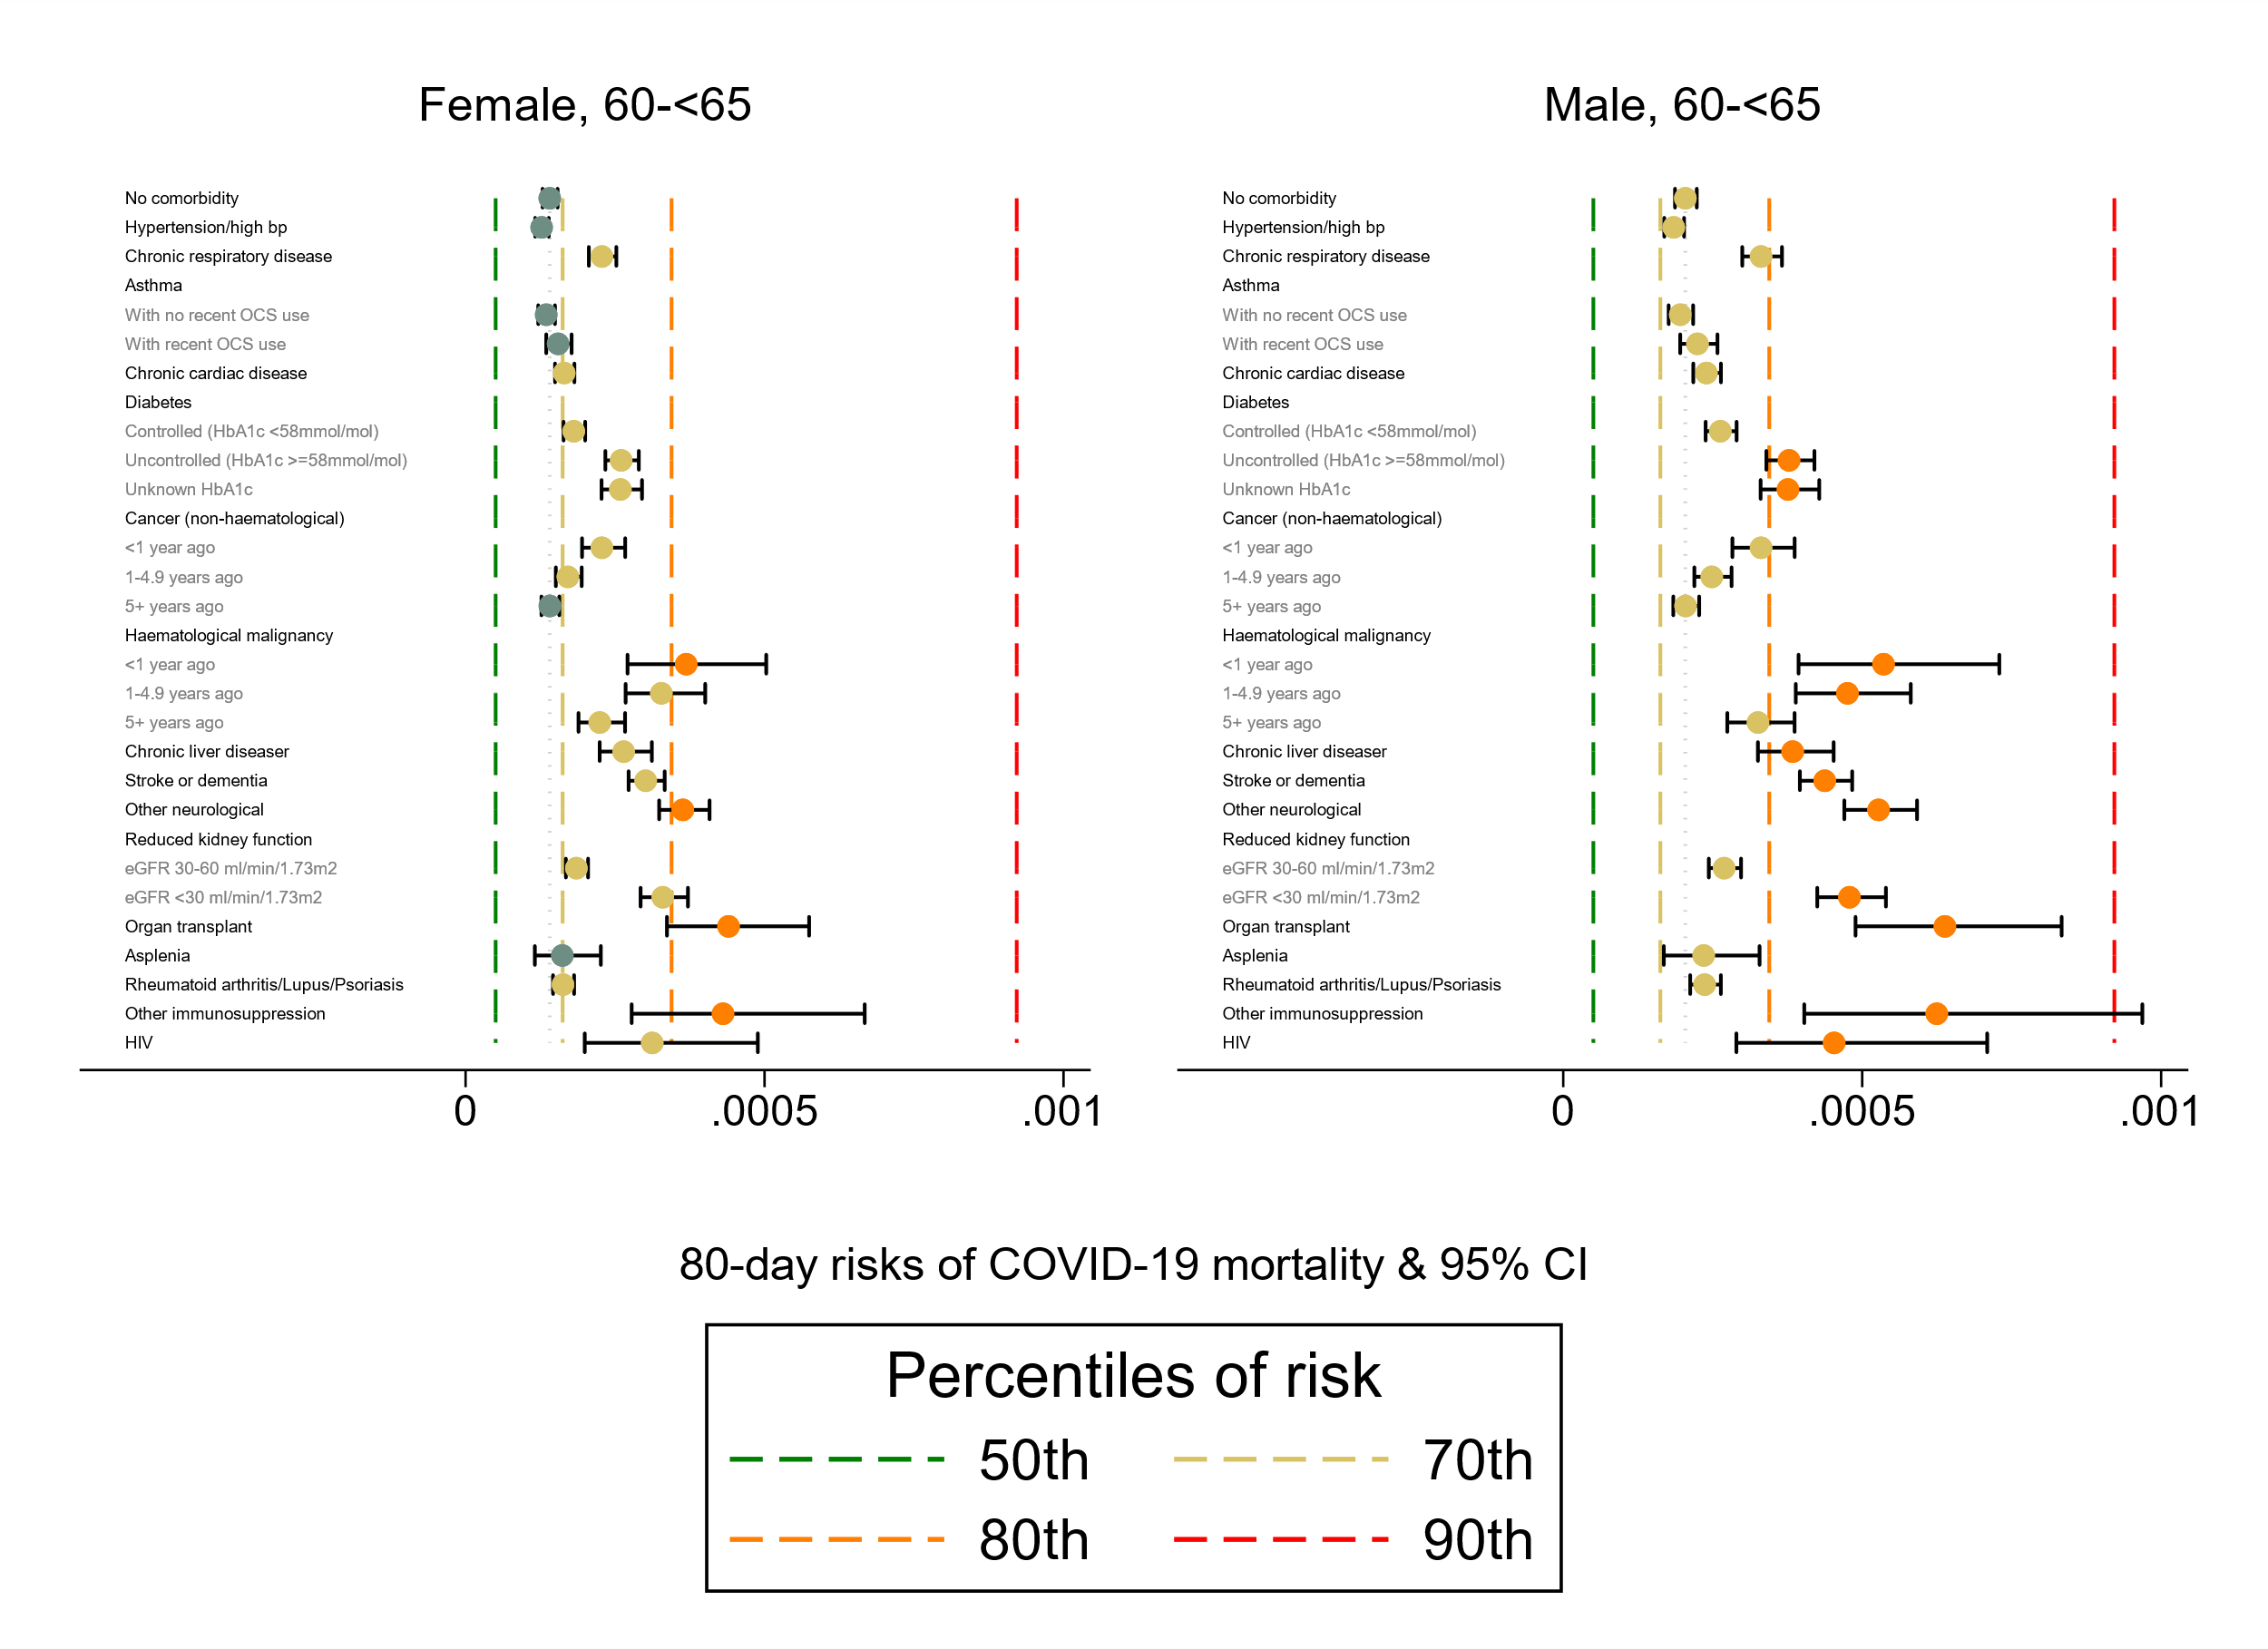 Female, 60-<65
No comorbidity
Hypertension/high bp
Chronic respiratory disease
Asthma
With no recent OCS use
With recent OCS use
Chronic cardiac disease
Diabetes
Controlled (HbA1c <58mmol/mol)
Uncontrolled (HbA1c >=58mmol/mol)
Unknown HbA1c
Cancer (non-haematological)
<1 year ago
1-4.9 years ago
5+ years ago
Haematological malignancy
<1 year ago
1-4.9 years ago
5+ years ago
Chronic liver diseaser
Stroke or dementia
Other neurological
Reduced kidney function
eGFR 30-60 ml/min/1.73m2
eGFR <30 ml/min/1.73m2
Organ transplant
Asplenia
Rheumatoid arthritis/Lupus/Psoriasis
Other immunosuppression
HIV
0 .0005 .001
Male, 60-<65
No comorbidity
Hypertension/high bp
Chronic respiratory disease
Asthma
With no recent OCS use
With recent OCS use
Chronic cardiac disease
Diabetes
Controlled (HbA1c <58mmol/mol)
Uncontrolled (HbA1c >=58mmol/mol)
Unknown HbA1c
Cancer (non-haematological)
<1 year ago
1-4.9 years ago
5+ years ago
Haematological malignancy
<1 year ago
1-4.9 years ago
5+ years ago
Chronic liver diseaser
Stroke or dementia
Other neurological
Reduced kidney function
eGFR 30-60 ml/min/1.73m2
eGFR <30 ml/min/1.73m2
Organ transplant
Asplenia
Rheumatoid arthritis/Lupus/Psoriasis
Other immunosuppression
HIV
0 .0005 .001
80-day risks of COVID-19 mortality & 95% CI
Percentiles of risk
50th 70th
80th 90th